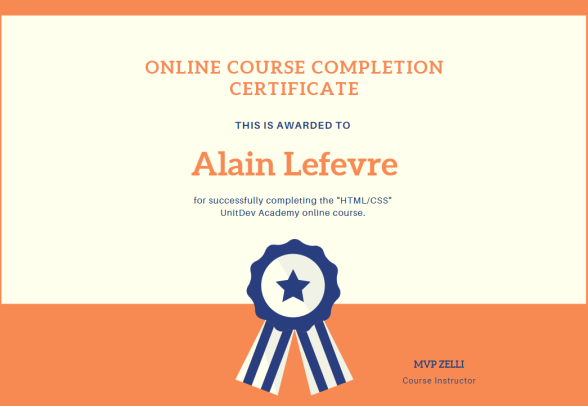 ONLINE COURSE COMPLETION
CERTIFICATE
THIS IS AWARDED TO
Alain Lefevre
for successfully completing the "HTML/CSS"
UnitDev Academy online course.
MVP ZELLI
Course Instructor